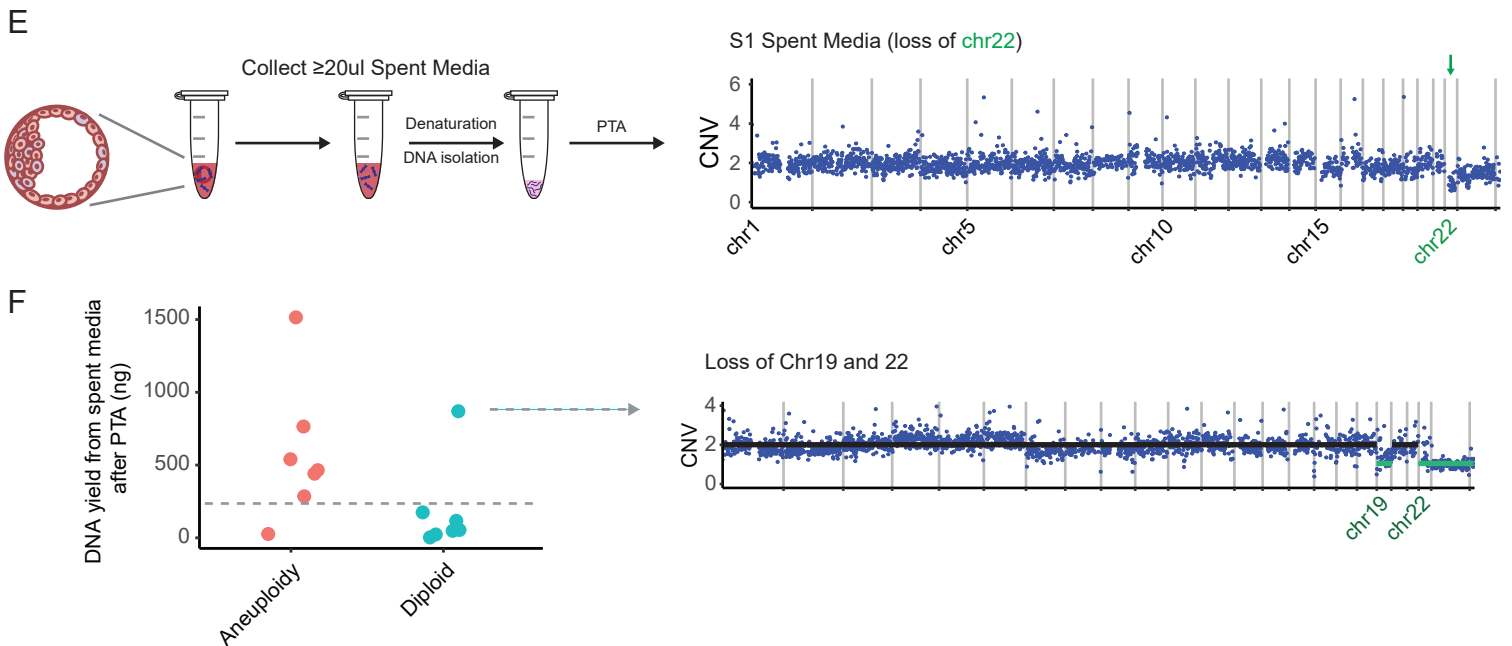 E
Collect ≥20ul Spent Media
Denaturation
DNA isolation
PTA
S1 Spent Media (loss of chr22)
CNV
6
4
2
0
chr1
chr5
chr10
chr15
chr22
F
DNA yield from spent media
after PTA (ng)
1500
1000
500
0
Aneuploidy
Diploid
Loss of Chr19 and 22
CNV
4
2
0
chr19
chr22